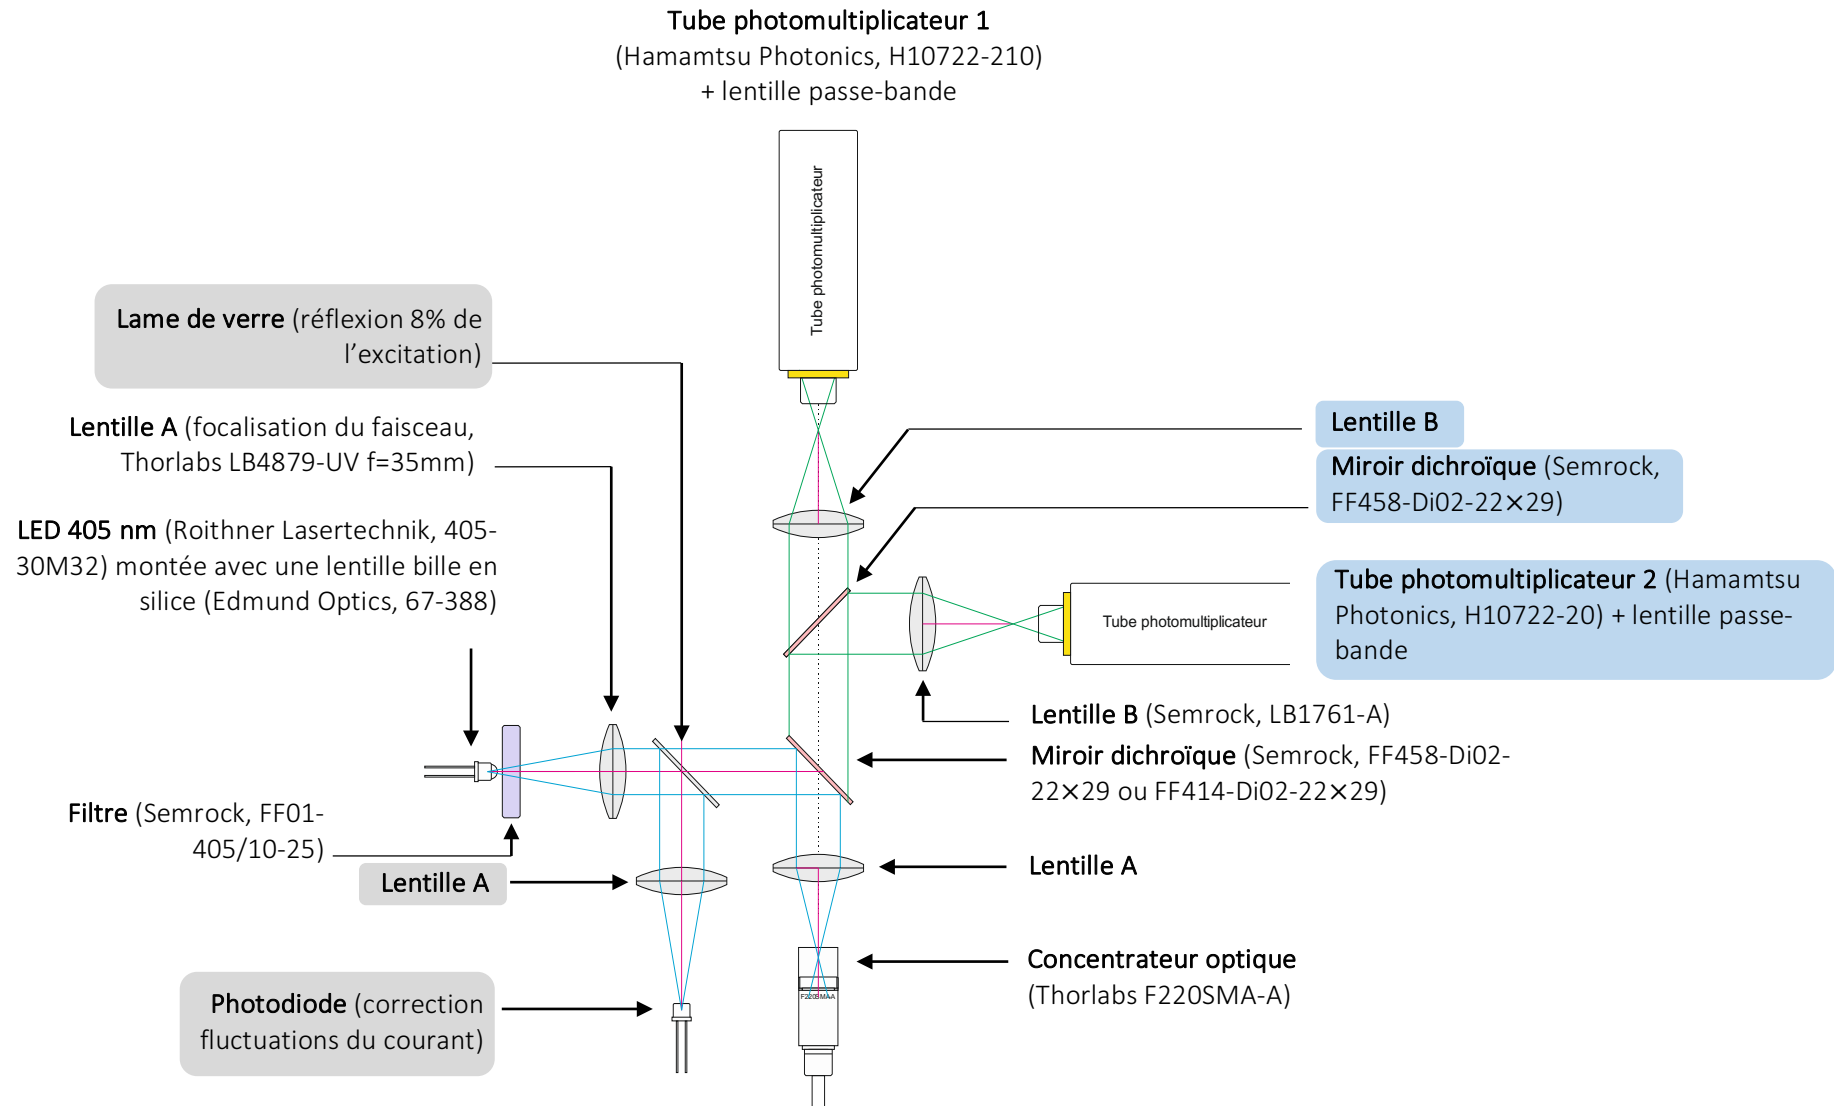 Tube photomultiplicateur 1
(Hamamtsu Photonics, H10722-210)
+ lentille passe-bande
Tube photomultiplicateur
Lame de verre (réflexion 8% de
l’excitation)
Lentille A (focalisation du faisceau,
Thorlabs LB4879-UV f=35mm)
LED 405 nm (Roithner Lasertechnik, 405-
30M32) montée avec une lentille bille en
silice (Edmund Optics, 67-388)
Lentille B
Miroir dichroïque (Semrock,
FF458-Di02-22×29)
Tube photomultiplicateur
Tube photomultiplicateur 2 (Hamamtsu
Photonics, H10722-20) + lentille passe-
bande
Lentille B (Semrock, LB1761-A)
Miroir dichroïque (Semrock, FF458-Di02-
22×29 ou FF414-Di02-22×29)
Filtre (Semrock, FF01-
405/10-25)
Lentille A
Lentille A
Concentrateur optique
(Thorlabs F220SMA-A)
F220SMA-A
Photodiode (correction
fluctuations du courant)